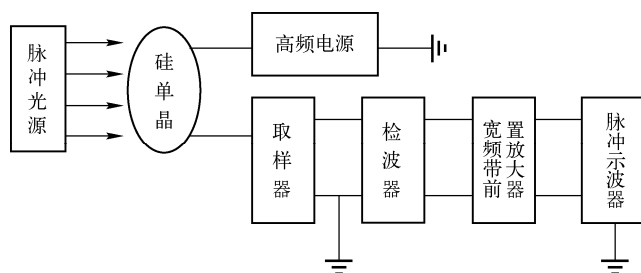 脉冲光源
硅单晶
高频电源
取样器
检波器
宽频带前
置放大器
脉冲示波器